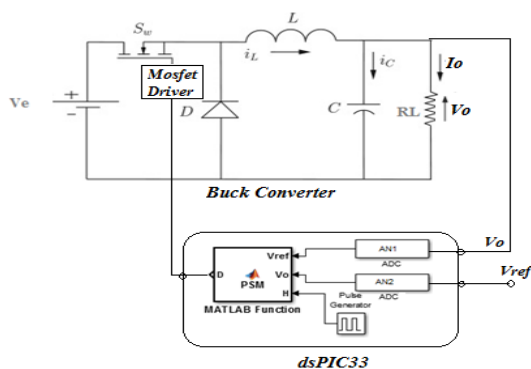 Sw
L
iL
iC
Io
Mosfet
Driver
+
Ve
-
D
C
RL
Vo
Buck Converter
Vref
AN1
ADC
Vo
Vo
D
PSM
AN2
ADC
Vref
H
Pulse
Generator
MATLAB Function
dsPIC33